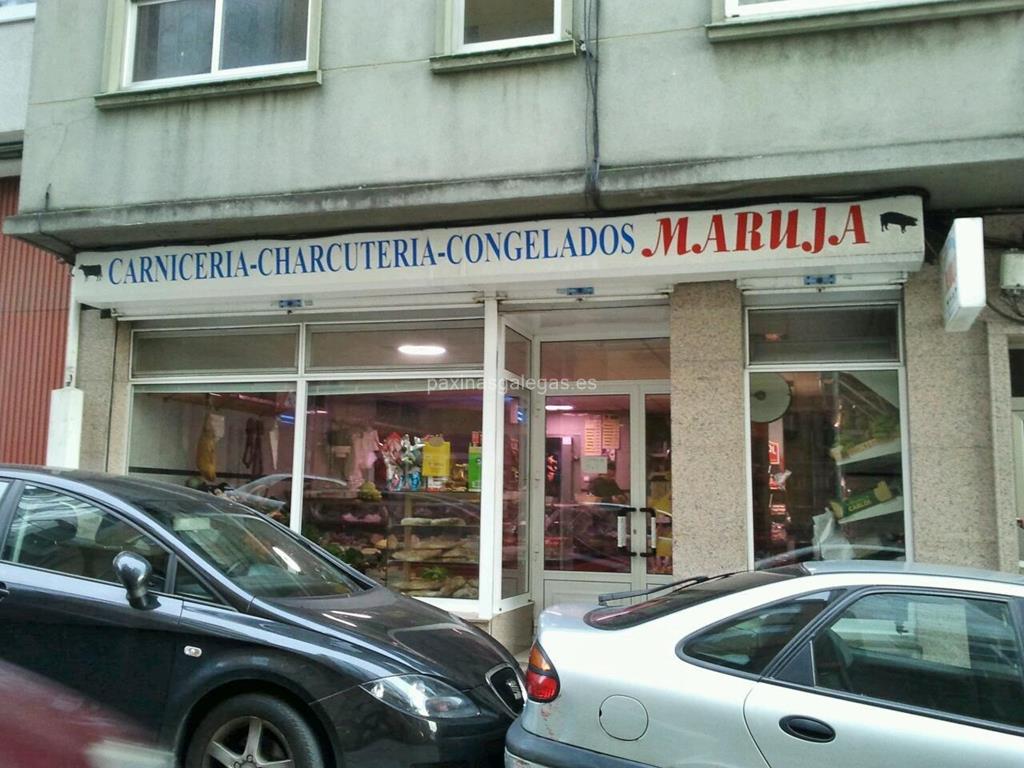 CARNICERIA-CHARCUTERIA-CONGELADOS MARUJA
paxinasgalegas.es